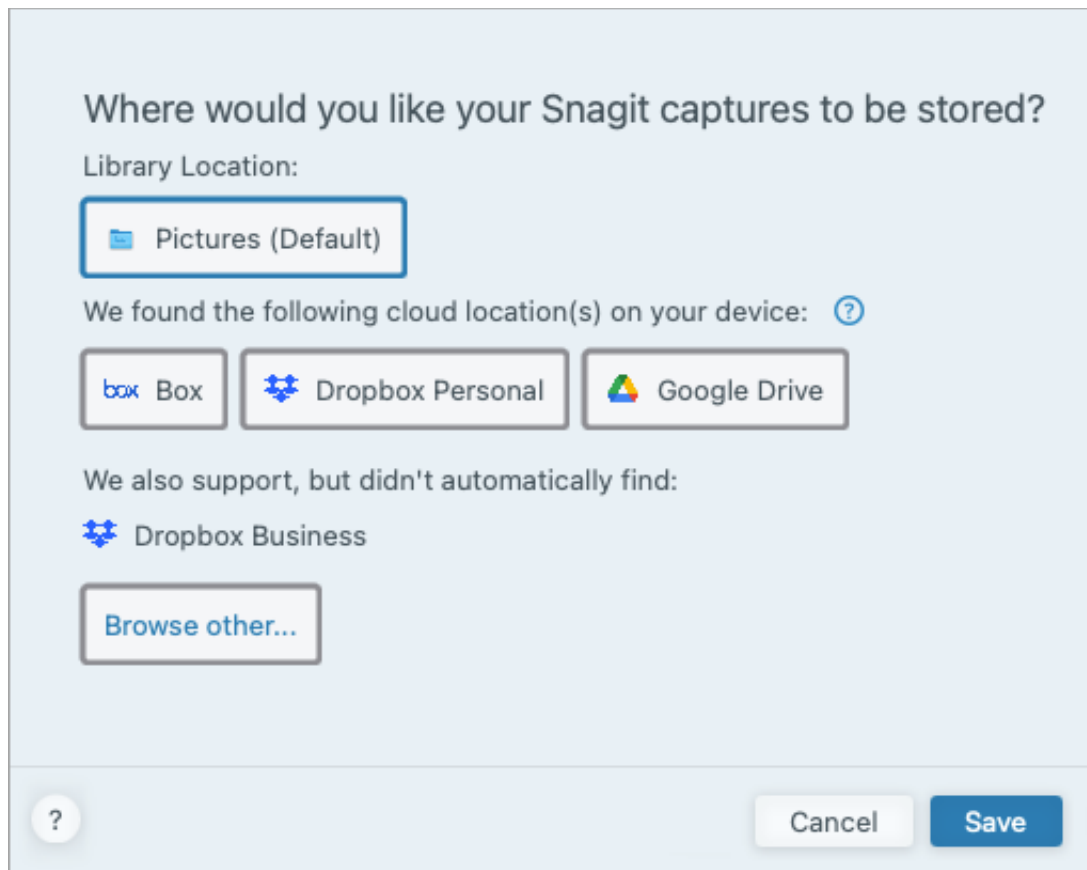 Where would you like your Snagit captures to be stored?
Library Location:
Pictures (Default)
We found the following cloud location(s) on your device: ?
box Box Dropbox Personal Google Drive
We also support, but didn't automatically find:
Dropbox Business
Browse other...
? Cancel Save